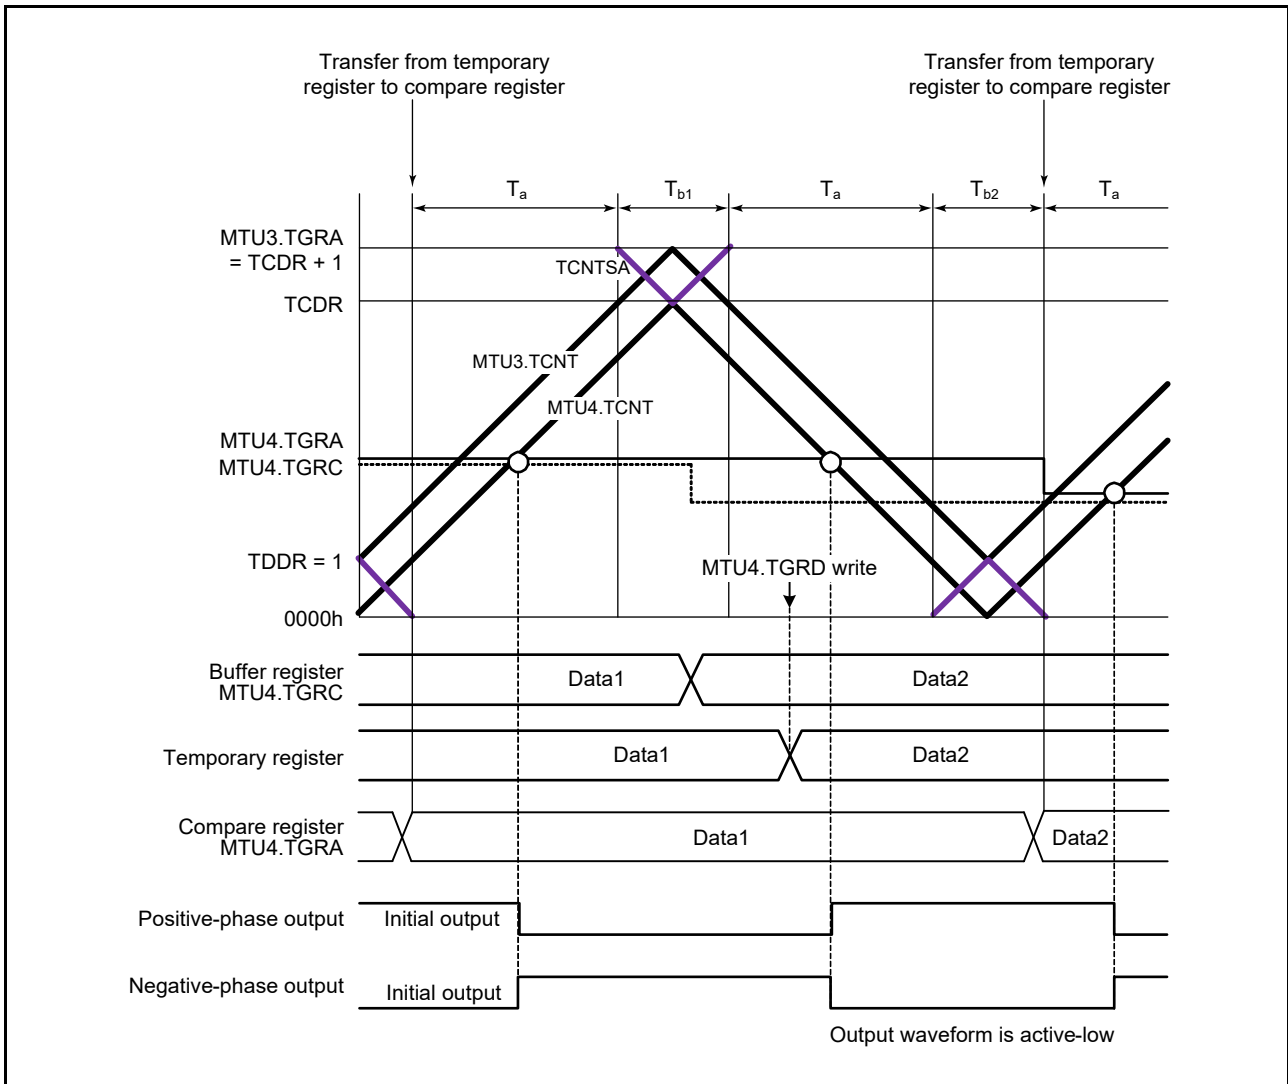 Transfer from temporary
register to compare register
Transfer from temporary
register to compare register
Ta
Tb1
Ta
Tb2
Ta
MTU3.TGRA
= TCDR + 1
TCNTSA
TCDR
MTU3.TCNT
MTU4.TCNT
MTU4.TGRA
MTU4.TGRC
TDDR = 1
MTU4.TGRD write
0000h
Buffer register
MTU4.TGRC
Data1
Data2
Temporary register
Data1
Data2
Compare register
MTU4.TGRA
Data1
Data2
Positive-phase output
Initial output
Negative-phase output
Initial output
Output waveform is active-low